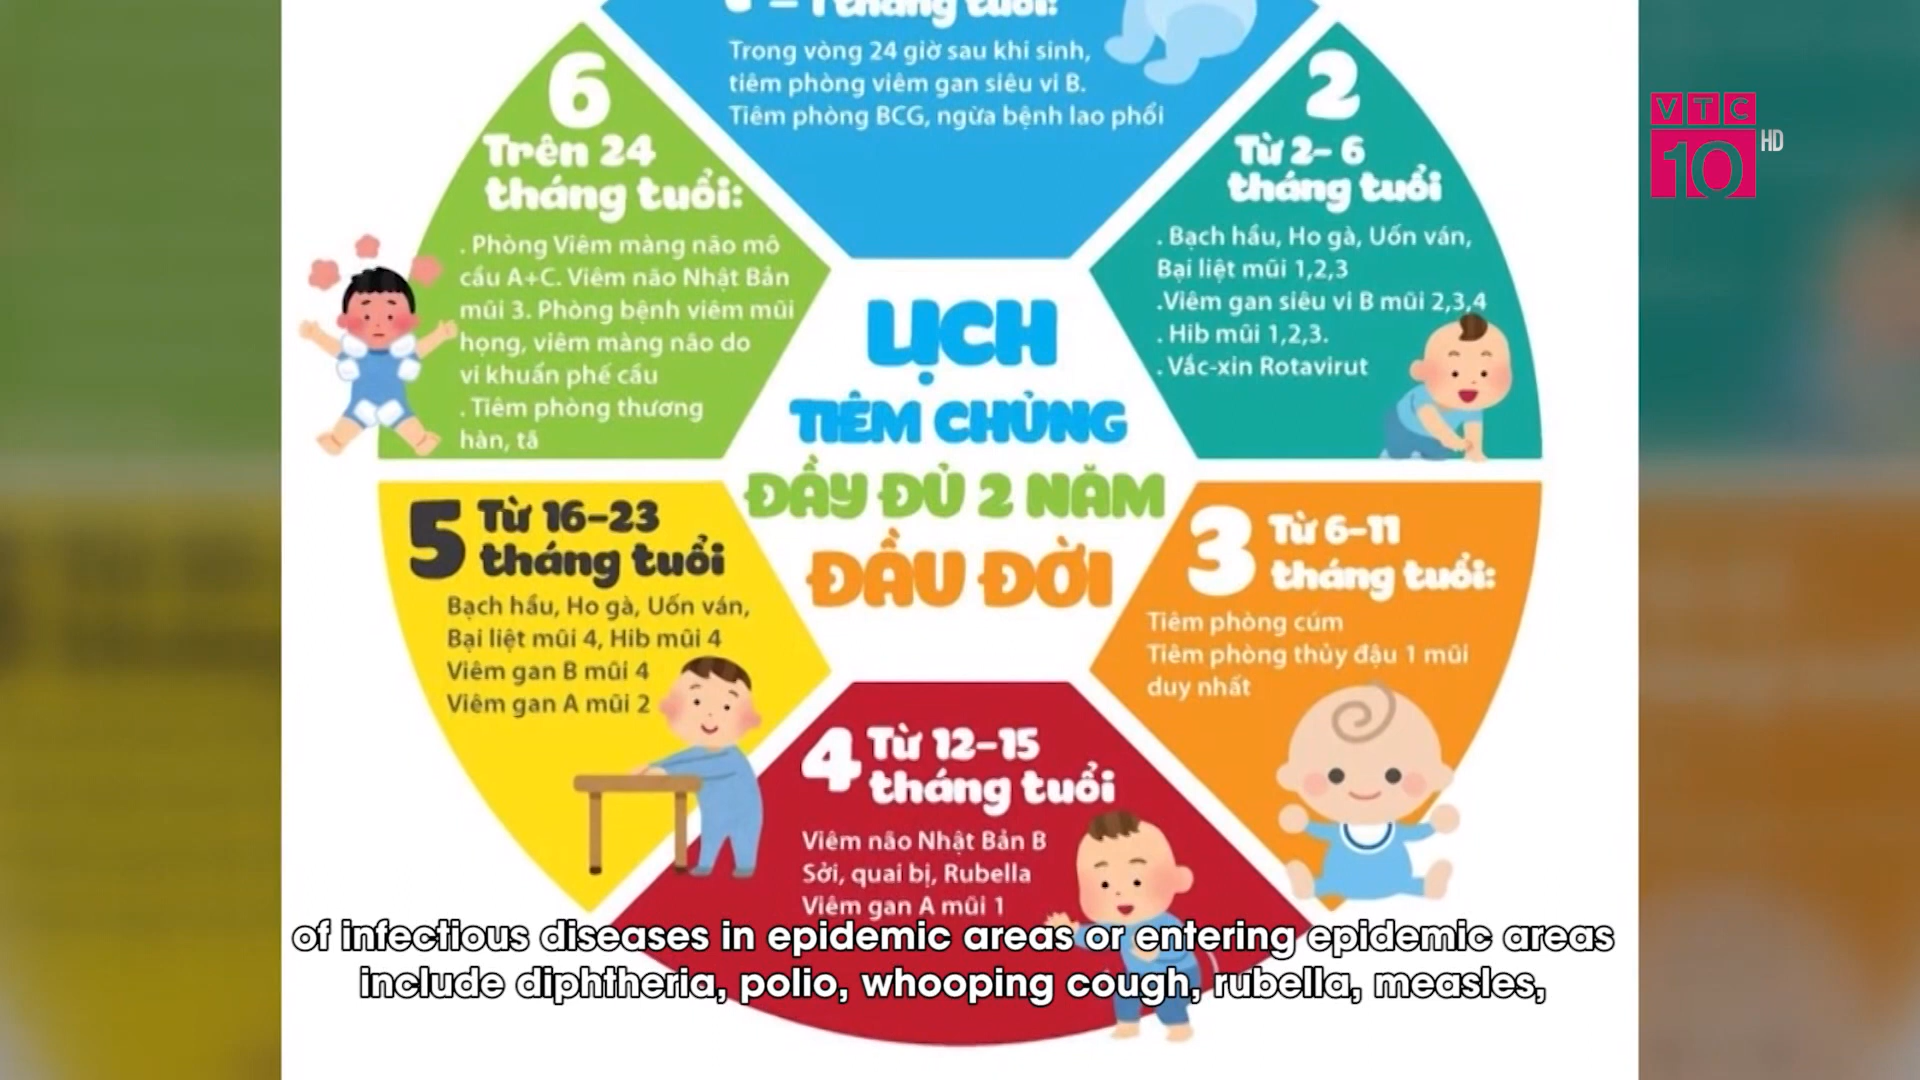 – 1 tháng tuổi:
Trong vòng 24 giờ sau khi sinh,
tiêm phòng viêm gan siêu vi B.
Tiêm phòng BCG, ngừa bệnh lao phổi
2
Từ 2– 6
tháng tuổi
. Bạch hầu, Ho gà, Uốn ván,
Bại liệt mũi 1,2,3
.Viêm gan siêu vi B mũi 2,3,4
. Hib mũi 1,2,3.
. Vắc-xin Rotavirut
3
Từ 6–11
tháng tuổi:
Tiêm phòng cúm
Tiêm phòng thủy đậu 1 mũi
duy nhất
4
Từ 12–15
tháng tuổi
Viêm não Nhật Bản B
Sởi, quai bị, Rubella
Viêm gan A mũi 1
5
Từ 16–23
tháng tuổi
Bạch hầu, Ho gà, Uốn ván,
Bại liệt mũi 4, Hib mũi 4
Viêm gan B mũi 4
Viêm gan A mũi 2
6
Trên 24
tháng tuổi:
. Phòng Viêm màng não mô
cầu A+C. Viêm não Nhật Bản
mũi 3. Phòng bệnh viêm mũi
họng, viêm màng não do
vi khuẩn phế cầu
. Tiêm phòng thương
hàn, tả
LỊCH
TIÊM CHỦNG
ĐẦY ĐỦ 2 NĂM
ĐẦU ĐỜI
VTC
10 HD
of infectious diseases in epidemic areas or entering epidemic areas
include diphtheria, polio, whooping cough, rubella, measles,